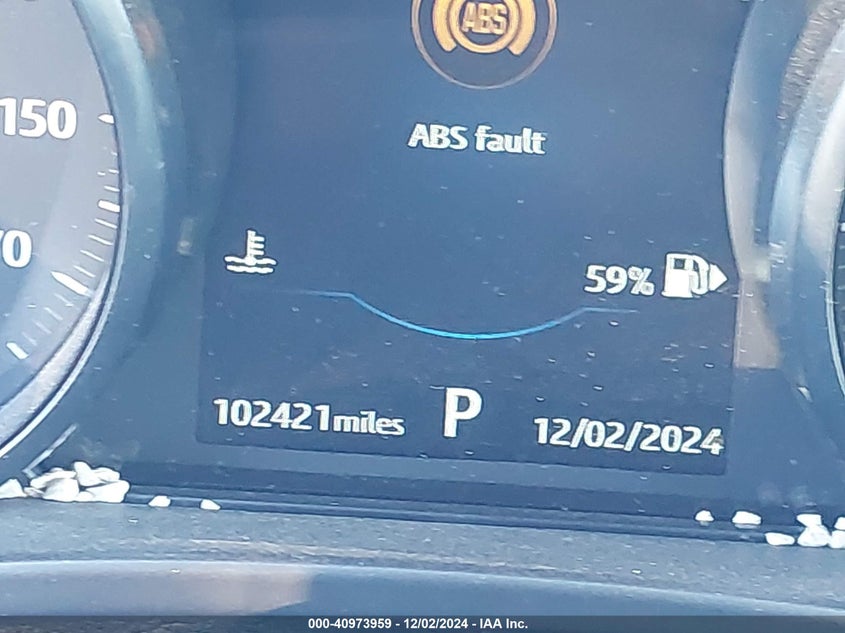 ABS
150
ABS fault
70
59%
102421miles P 12/02/2024
000-40973959 - 12/02/2024 - IAA Inc.